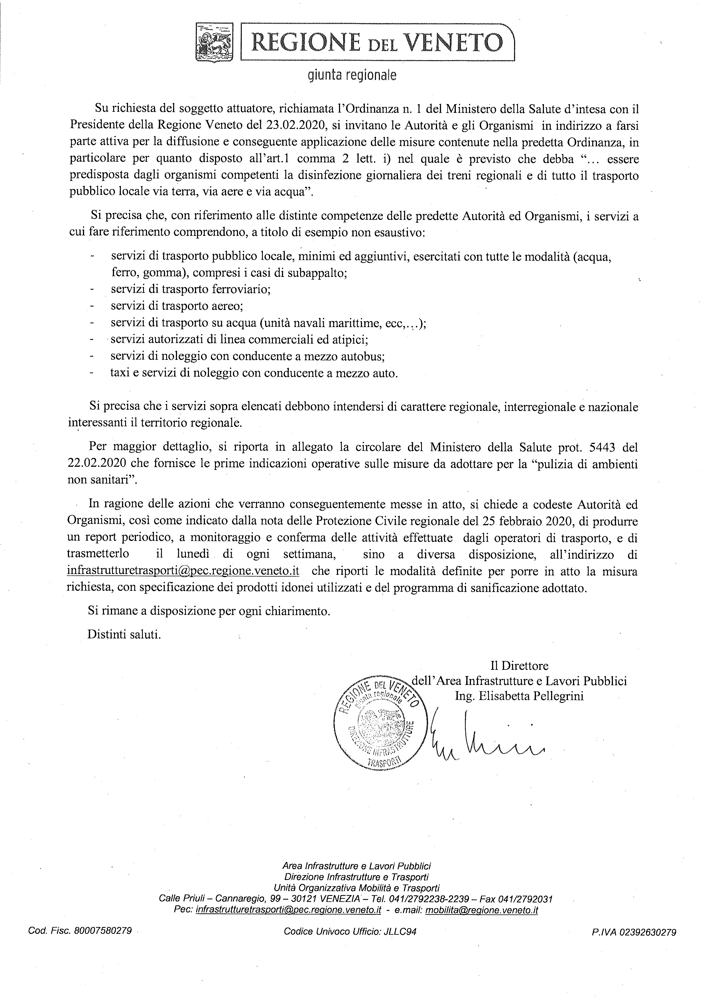 REGIONE DEL VENETO
giunta regionale
Su richiesta del soggetto attuatore, richiamata l'Ordinanza n. 1 del Ministero della Salute d'intesa con il
Presidente della Regione Veneto del 23.02.2020, si invitano le Autorità e gli Organismi in indirizzo a farsi
parte attiva per la diffusione e conseguente applicazione delle misure contenute nella predetta Ordinanza, in
particolare per quanto disposto all'art.1 comma 2 lett. i) nel quale è previsto che debba “... essere
predisposta dagli organismi competenti la disinfezione giornaliera dei treni regionali e di tutto il trasporto
pubblico locale via terra, via aere e via acqua”.
Si precisa che, con riferimento alle distinte competenze delle predette Autorità ed Organismi, i servizi a
cui fare riferimento comprendono, a titolo di esempio non esaustivo:
- servizi di trasporto pubblico locale, minimi ed aggiuntivi, esercitati con tutte le modalità (acqua,
ferro, gomma), compresi i casi di subappalto;
- servizi di trasporto ferroviario;
- servizi di trasporto aereo;
- servizi di trasporto su acqua (unità navali marittime, ecc,...);
- servizi autorizzati di linea commerciali ed atipici;
- servizi di noleggio con conducente a mezzo autobus;
- taxi e servizi di noleggio con conducente a mezzo auto.
Si precisa che i servizi sopra elencati debbono intendersi di carattere regionale, interregionale e nazionale
interessanti il territorio regionale.
Per maggior dettaglio, si riporta in allegato la circolare del Ministero della Salute prot. 5443 del
22.02.2020 che fornisce le prime indicazioni operative sulle misure da adottare per la “pulizia di ambienti
non sanitari”.
In ragione delle azioni che verranno conseguentemente messe in atto, si chiede a codeste Autorità ed
Organismi, così come indicato dalla nota delle Protezione Civile regionale del 25 febbraio 2020, di produrre
un report periodico, a monitoraggio e conferma delle attività effettuate dagli operatori di trasporto, e di
trasmetterlo il lunedì di ogni settimana, sino a diversa disposizione, all'indirizzo di
infrastrutturetrasporti@pec.regione.veneto.it che riporti le modalità definite per porre in atto la misura
richiesta, con specificazione dei prodotti idonei utilizzati e del programma di sanificazione adottato.
Si rimane a disposizione per ogni chiarimento.
Distinti saluti.
Il Direttore
dell'Area Infrastrutture e Lavori Pubblici
Ing. Elisabetta Pellegrini
REGIONE DEL VENETO
giunta regionale
DIREZIONE INFRASTRUTTURE
TRASPORTI
Area Infrastrutture e Lavori Pubblici
Direzione Infrastrutture e Trasporti
Unità Organizzativa Mobilità e Trasporti
Calle Priuli – Cannaregio, 99 – 30121 VENEZIA – Tel. 041/2792238-2239 – Fax 041/2792031
Pec: infrastrutturetrasporti@pec.regione.veneto.it - e.mail: mobilita@regione.veneto.it
Cod. Fisc. 80007580279 Codice Univoco Ufficio: JLLC94 P.IVA 02392630279